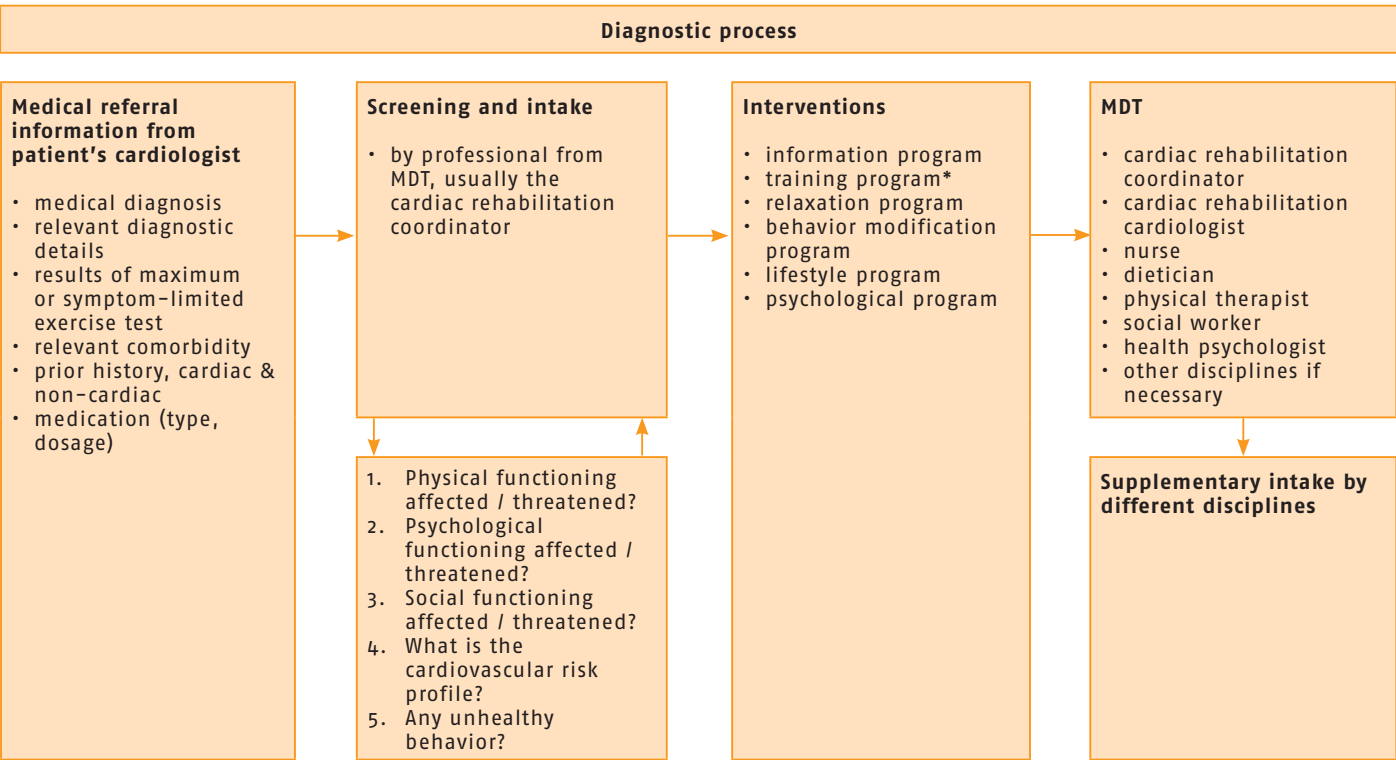 Diagnostic process
Medical referral
information from
patient's cardiologist
• medical diagnosis
• relevant diagnostic
details
• results of maximum
or symptom-limited
exercise test
• relevant comorbidity
• prior history, cardiac &
non-cardiac
• medication (type,
dosage)
Screening and intake
• by professional from
MDT, usually the
cardiac rehabilitation
coordinator
1. Physical functioning
affected / threatened?
2. Psychological
functioning affected /
threatened?
3. Social functioning
affected / threatened?
4. What is the
cardiovascular risk
profile?
5. Any unhealthy
behavior?
Interventions
• information program
• training program*
• relaxation program
• behavior modification
program
• lifestyle program
• psychological program
MDT
• cardiac rehabilitation
coordinator
• cardiac rehabilitation
cardiologist
• nurse
• dietician
• physical therapist
• social worker
• health psychologist
• other disciplines if
necessary
Supplementary intake by
different disciplines